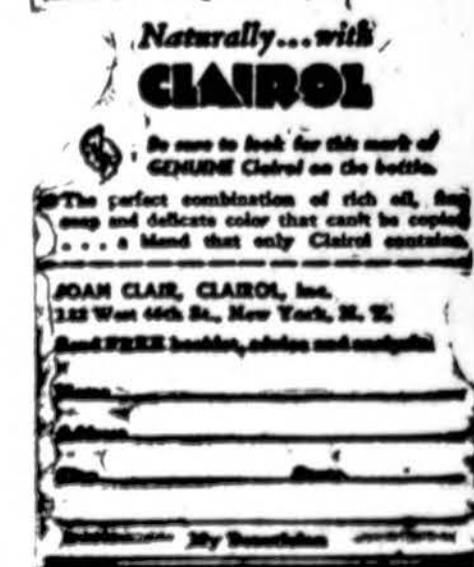 Naturally...with
CLAIROL
Be sure to look for this mark of
GENUINE Clairol on the bottle.
The perfect combination of rich oil, fine
soap and delicate color that can't be copied
. . . a blend that only Clairol contains.
JOAN CLAIR, CLAIROL, Inc.
West 46th St., New York, N. Y.
Send FREE booklet, advice and analysis.
Name
Address
City State
My Beautician